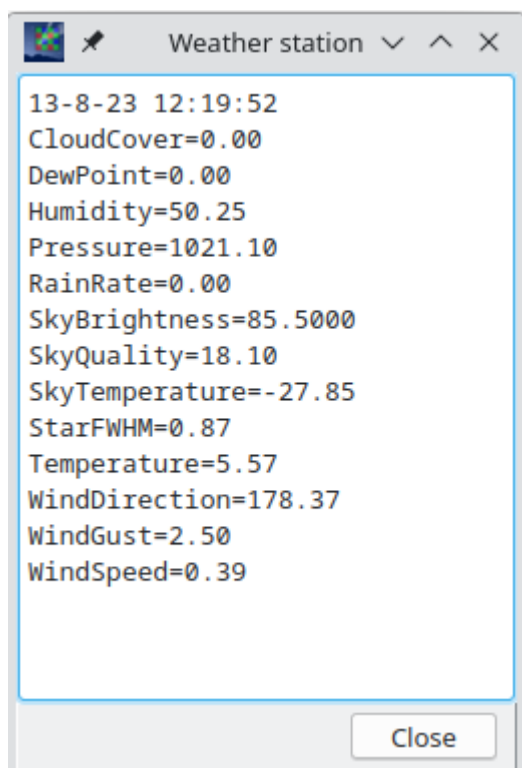 Weather station
13-8-23 12:19:52
CloudCover=0.00
DewPoint=0.00
Humidity=50.25
Pressure=1021.10
RainRate=0.00
SkyBrightness=85.5000
SkyQuality=18.10
SkyTemperature=-27.85
StarFWHM=0.87
Temperature=5.57
WindDirection=178.37
WindGust=2.50
WindSpeed=0.39
Close